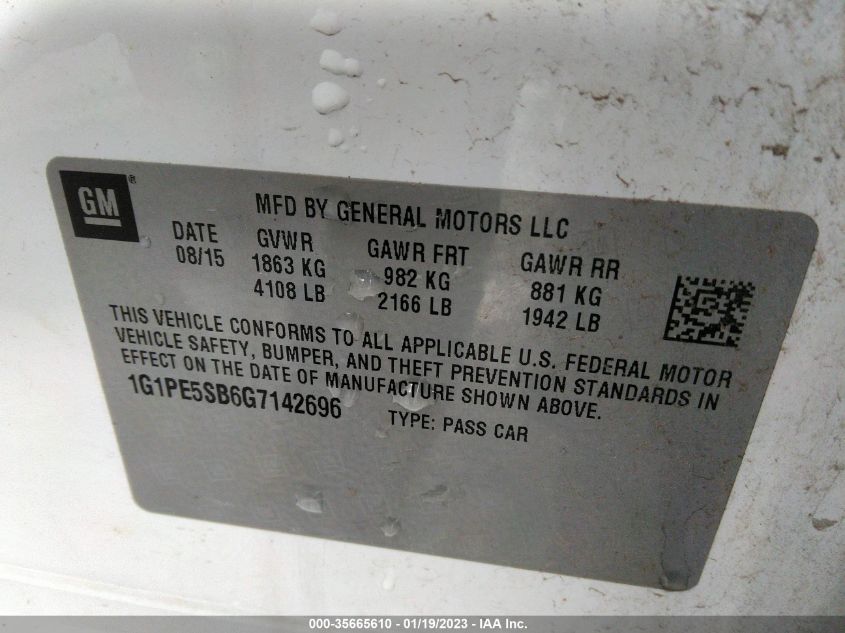 GM®
MFD BY GENERAL MOTORS LLC
DATE GVWR GAWR FRT GAWR RR
08/15 1863 KG 982 KG 881 KG
4108 LB 2166 LB 1942 LB
THIS VEHICLE CONFORMS TO ALL APPLICABLE U.S. FEDERAL MOTOR
VEHICLE SAFETY, BUMPER, AND THEFT PREVENTION STANDARDS IN
EFFECT ON THE DATE OF MANUFACTURE SHOWN ABOVE.
1G1PE5SB6G7142696 TYPE: PASS CAR
000-35665610 - 01/19/2023 - IAA Inc.